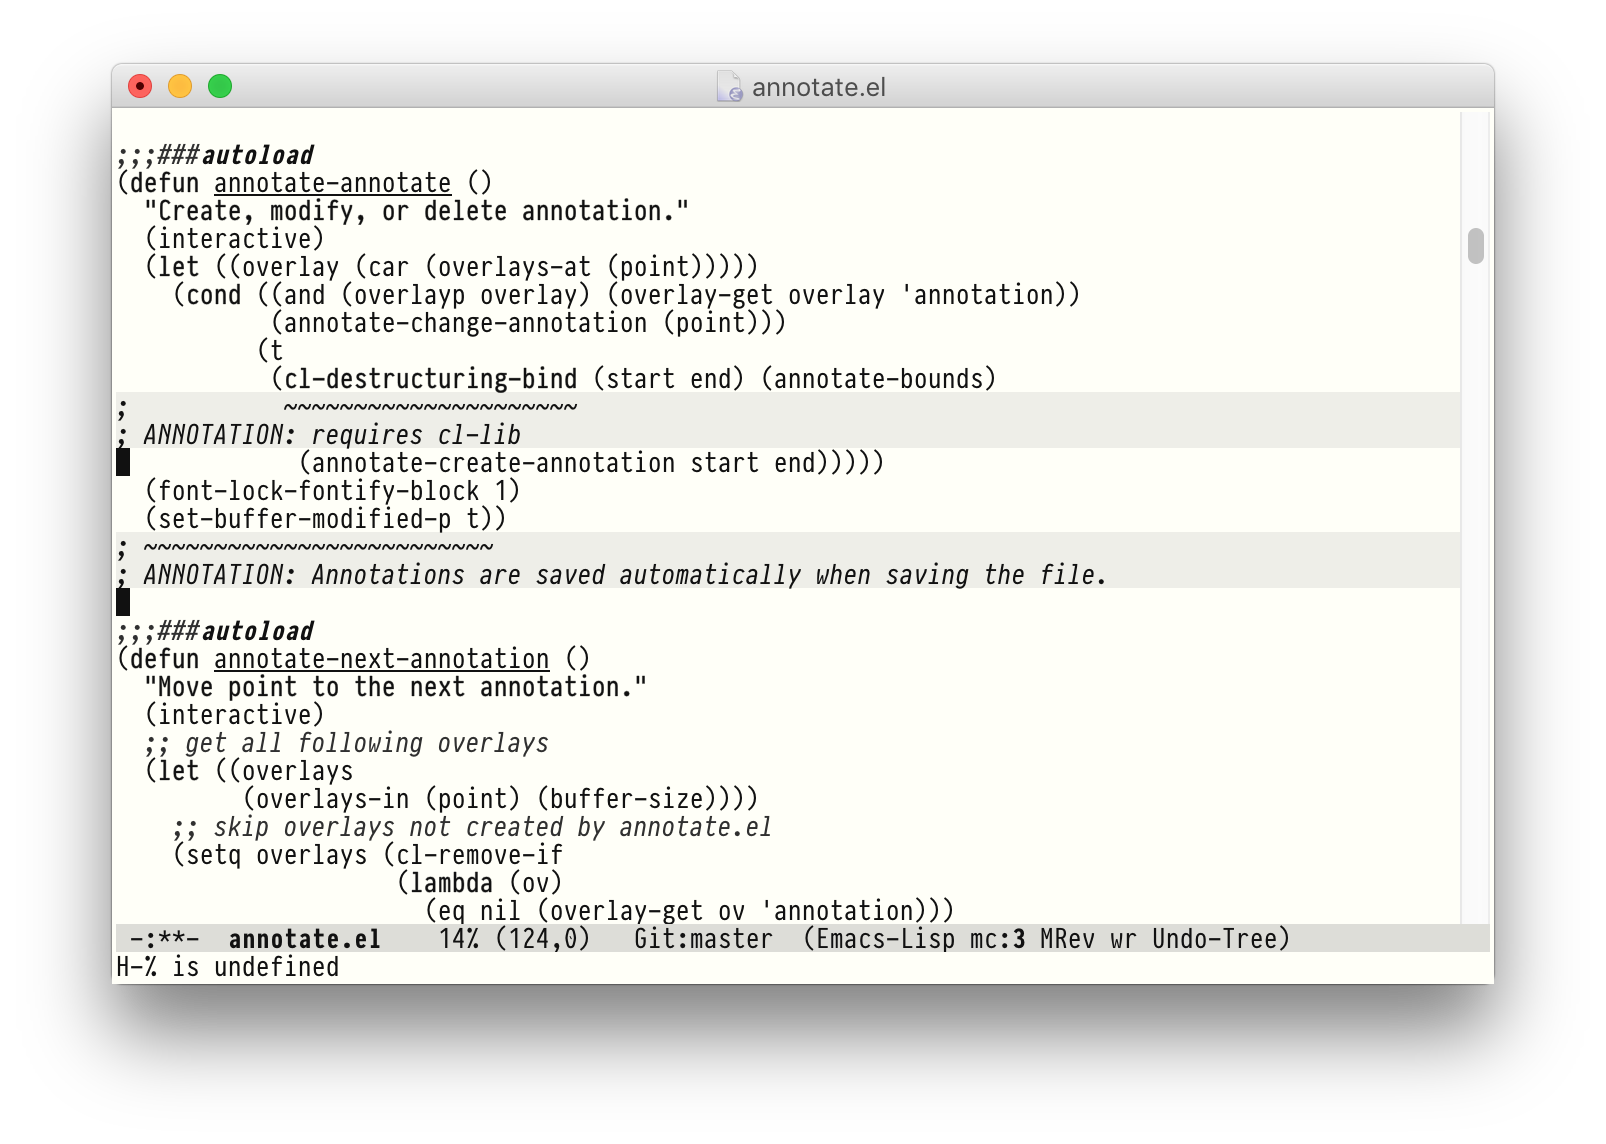 annotate.el
;;;###autoload
(defun annotate-annotate ()
  "Create, modify, or delete annotation."
  (interactive)
  (let ((overlay (car (overlays-at (point)))))
    (cond ((and (overlayp overlay) (overlay-get overlay 'annotation))
           (annotate-change-annotation (point)))
          (t
           (cl-destructuring-bind (start end) (annotate-bounds)
;           ~~~~~~~~~~~~~~~~~~~~~
; ANNOTATION: requires cl-lib
             (annotate-create-annotation start end)))))
  (font-lock-fontify-block 1)
  (set-buffer-modified-p t))
; ~~~~~~~~~~~~~~~~~~~~~~~~~
; ANNOTATION: Annotations are saved automatically when saving the file.
;;;###autoload
(defun annotate-next-annotation ()
  "Move point to the next annotation."
  (interactive)
  ;; get all following overlays
  (let ((overlays
         (overlays-in (point) (buffer-size))))
    ;; skip overlays not created by annotate.el
    (setq overlays (cl-remove-if
                    (lambda (ov)
                      (eq nil (overlay-get ov 'annotation)))
 -:**-  annotate.el    14% (124,0)   Git:master  (Emacs-Lisp mc:3 MRev wr Undo-Tree)
H-% is undefined